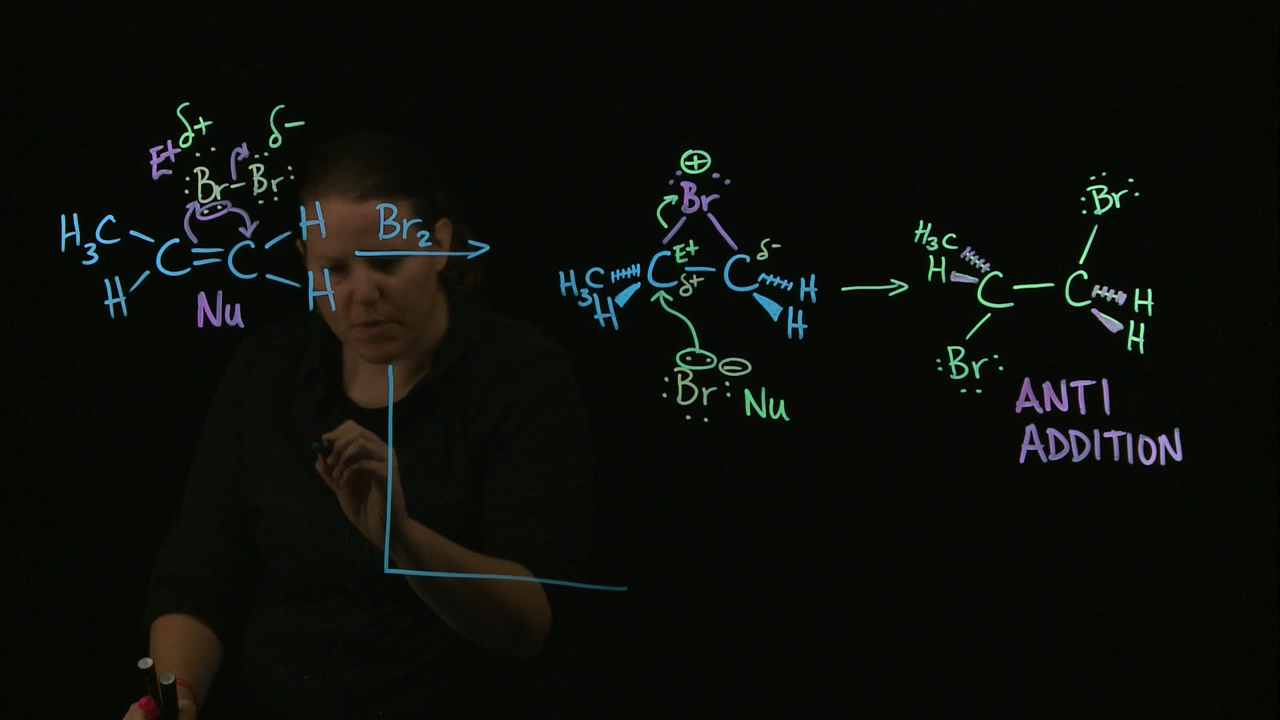 δ+ δ−
E+
:Br–Br:
H3C H
C=C
H H
Nu
Br2
⊕
Br
E+ δ−
H3C C–C H
δ+
H H
:Br: ⊖
Nu
:Br:
H3C
H C–C H
H
:Br:
ANTI
ADDITION